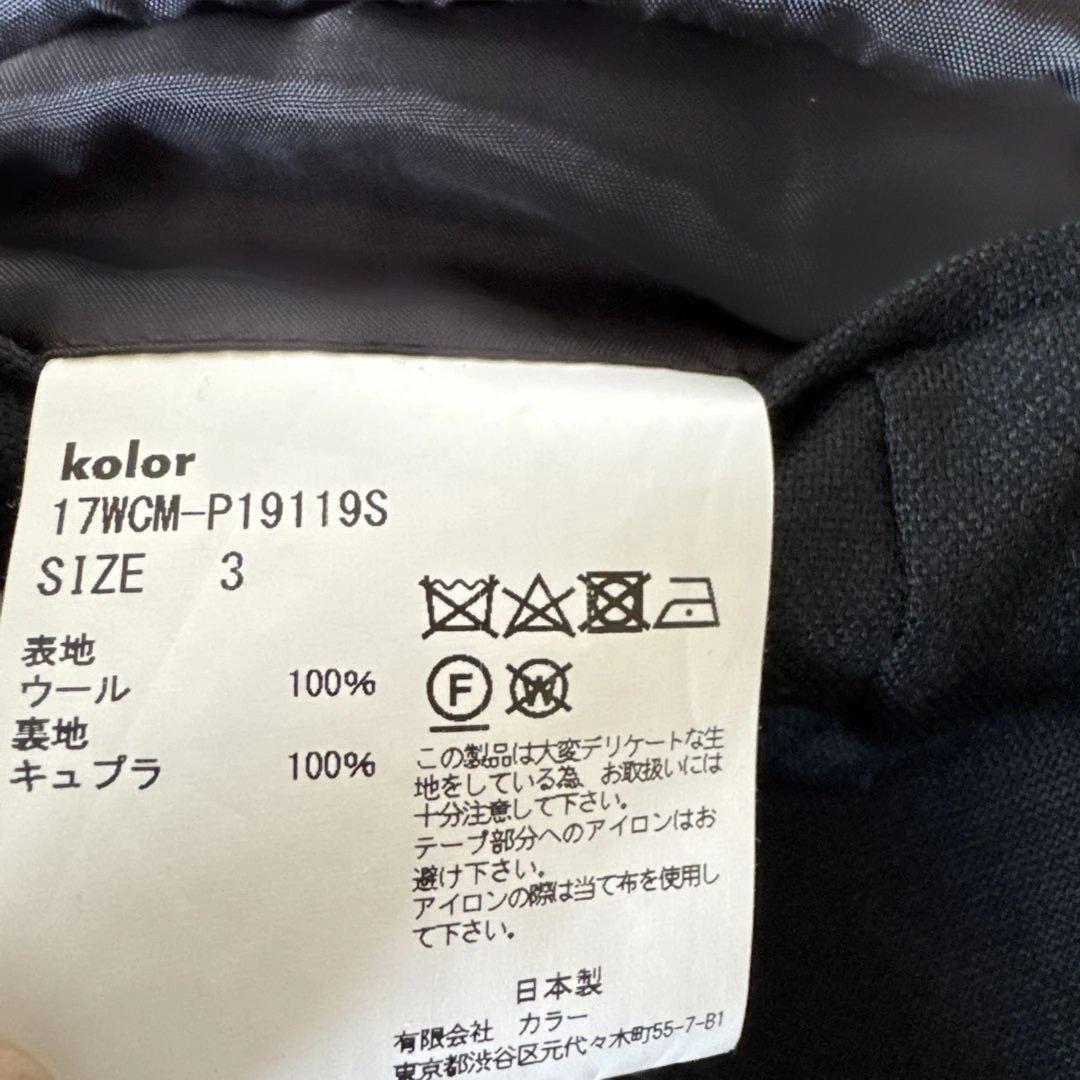 kolor
17WCM-P19119S
SIZE 3
表地
ウール 100%
裏地
キュプラ 100%
F
W
この製品は大変デリケートな生
地をしている為、お取扱いには
十分注意して下さい。
テープ部分へのアイロンはお
避け下さい。
アイロンの際は当て布を使用し
て下さい。
日本製
有限会社 カラー
東京都渋谷区元代々木町55-7-B1